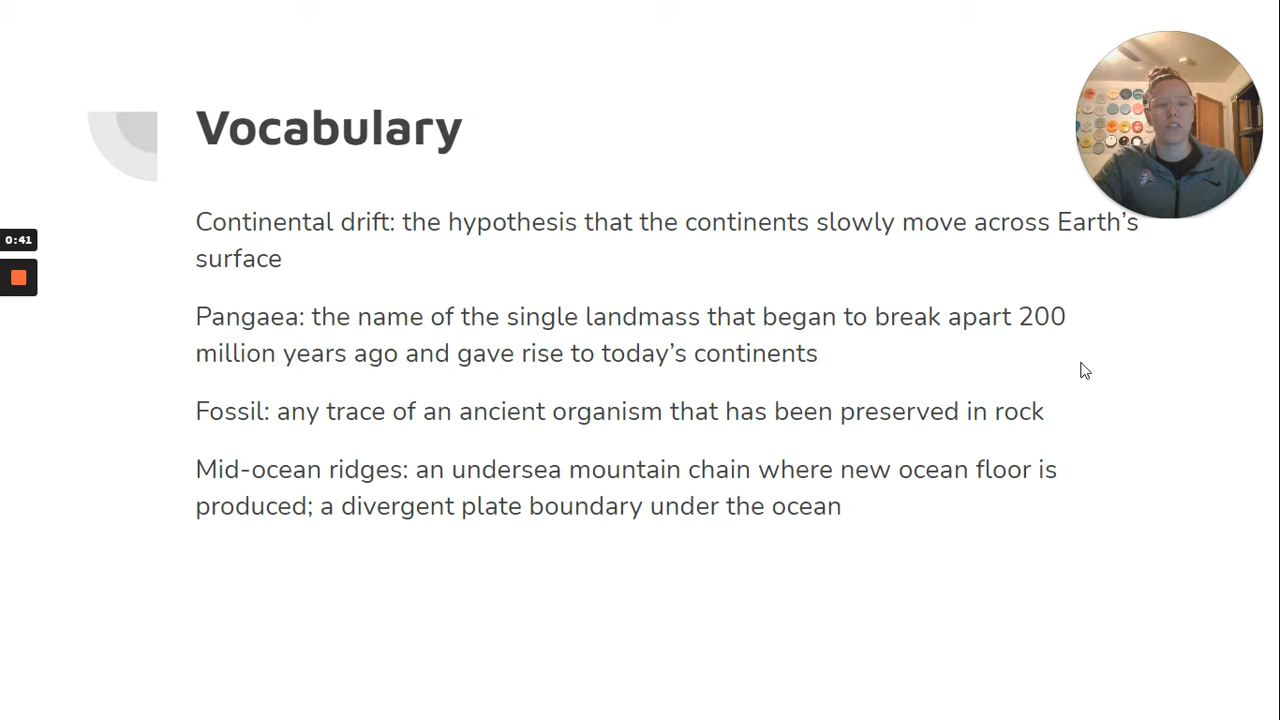 Vocabulary
Continental drift: the hypothesis that the continents slowly move across Earth’s
surface
Pangaea: the name of the single landmass that began to break apart 200
million years ago and gave rise to today’s continents
Fossil: any trace of an ancient organism that has been preserved in rock
Mid-ocean ridges: an undersea mountain chain where new ocean floor is
produced; a divergent plate boundary under the ocean
0:41